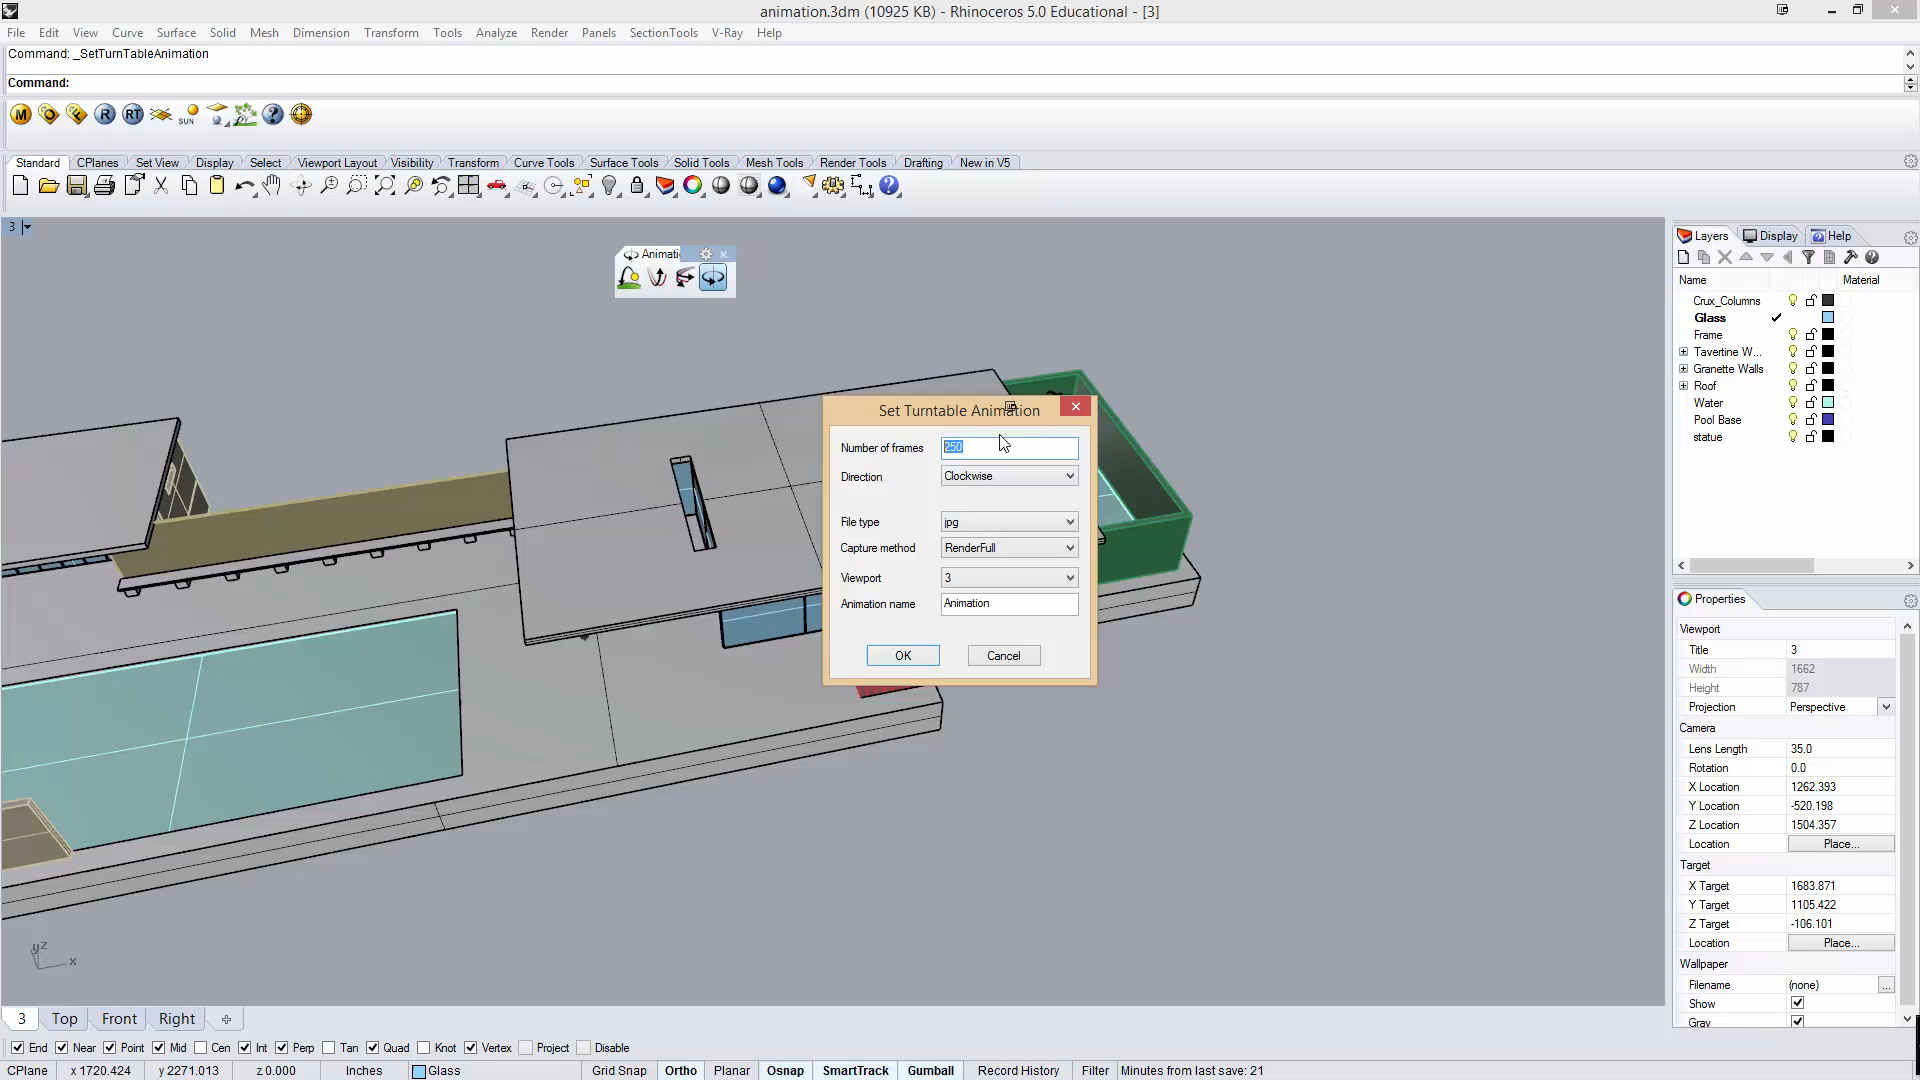 animation.3dm (10925 KB) - Rhinoceros 5.0 Educational - [3]
File Edit View Curve Surface Solid Mesh Dimension Transform Tools Analyze Render Panels SectionTools V-Ray Help
Command: _SetTurnTableAnimation
Command:
M O F R RT SUN ?
Standard CPlanes Set View Display Select Viewport Layout Visibility Transform Curve Tools Surface Tools Solid Tools Mesh Tools Render Tools Drafting New in V5
3
Animati
Set Turntable Animation
Number of frames 250
Direction Clockwise
File type jpg
Capture method RenderFull
Viewport 3
Animation name Animation
OK Cancel
Layers Display Help
Name Material
Crux_Columns
Glass
Frame
Tavertine W...
Granette Walls
Roof
Water
Pool Base
statue
Properties
Viewport
Title 3
Width 1662
Height 787
Projection Perspective
Camera
Lens Length 35.0
Rotation 0.0
X Location 1262.393
Y Location -520.198
Z Location 1504.357
Location Place...
Target
X Target 1683.871
Y Target 1105.422
Z Target -106.101
Location Place...
Wallpaper
Filename (none) ...
Show
Gray
y z x
3 Top Front Right
End Near Point Mid Cen Int Perp Tan Quad Knot Vertex Project Disable
CPlane x 1720.424 y 2271.013 z 0.000 Inches Glass Grid Snap Ortho Planar Osnap SmartTrack Gumball Record History Filter Minutes from last save: 21